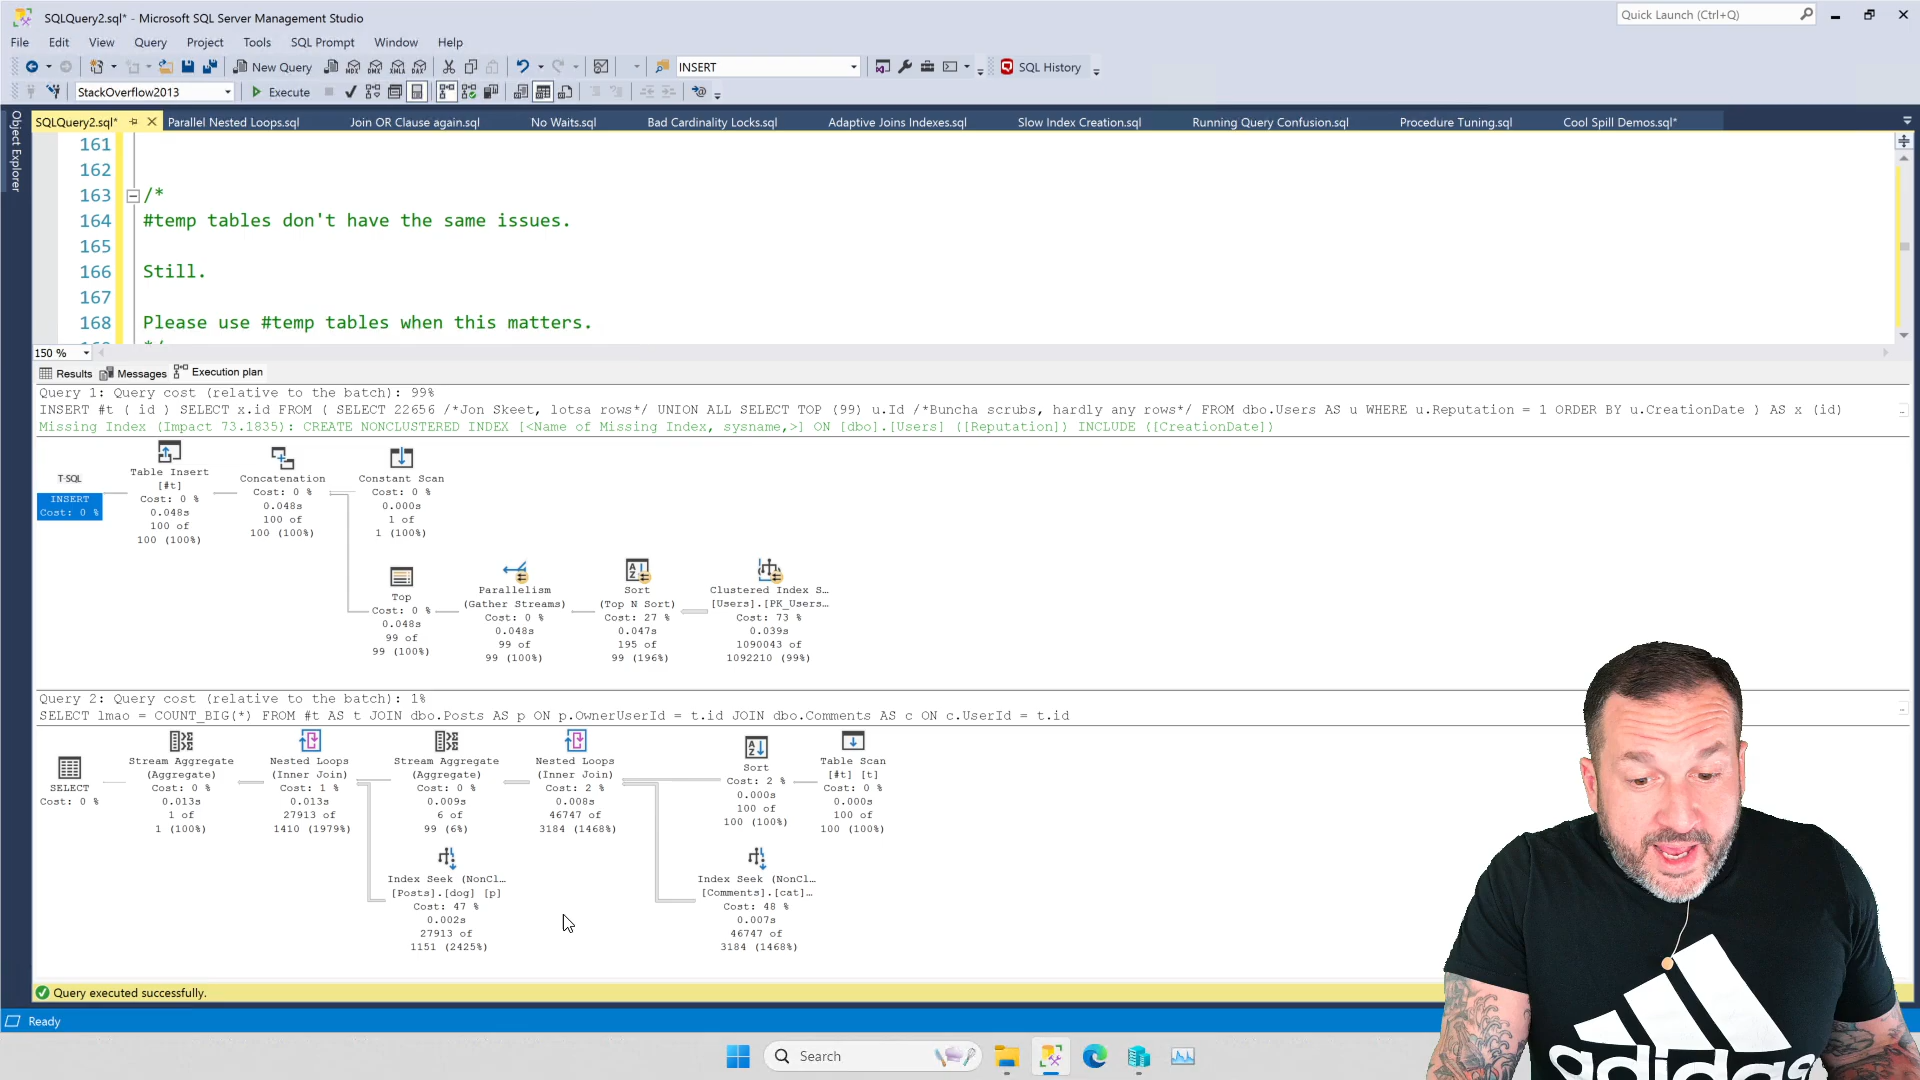 SQLQuery2.sql* - Microsoft SQL Server Management Studio
Quick Launch (Ctrl+Q)
File Edit View Query Project Tools SQL Prompt Window Help
New Query
MDX DMX XMLA DAX
INSERT
SQL History
StackOverflow2013
Execute
SQLQuery2.sql*
Parallel Nested Loops.sql
Join OR Clause again.sql
No Waits.sql
Bad Cardinality Locks.sql
Adaptive Joins Indexes.sql
Slow Index Creation.sql
Running Query Confusion.sql
Procedure Tuning.sql
Cool Spill Demos.sql*
Object Explorer
161
162
163 /*
164 #temp tables don't have the same issues.
165
166 Still.
167
168 Please use #temp tables when this matters.
*/
150 %
Results Messages Execution plan
Query 1: Query cost (relative to the batch): 99%
INSERT #t ( id ) SELECT x.id FROM ( SELECT 22656 /*Jon Skeet, lotsa rows*/ UNION ALL SELECT TOP (99) u.Id /*Buncha scrubs, hardly any rows*/ FROM dbo.Users AS u WHERE u.Reputation = 1 ORDER BY u.CreationDate ) AS x (id)
Missing Index (Impact 73.1835): CREATE NONCLUSTERED INDEX [<Name of Missing Index, sysname,>] ON [dbo].[Users] ([Reputation]) INCLUDE ([CreationDate])
T-SQL
INSERT
Cost: 0 %
Table Insert
[#t]
Cost: 0 %
0.048s
100 of
100 (100%)
Concatenation
Cost: 0 %
0.048s
100 of
100 (100%)
Constant Scan
Cost: 0 %
0.000s
1 of
1 (100%)
Top
Cost: 0 %
0.048s
99 of
99 (100%)
Parallelism
(Gather Streams)
Cost: 0 %
0.048s
99 of
99 (100%)
Sort
(Top N Sort)
Cost: 27 %
0.047s
195 of
99 (196%)
Clustered Index S...
[Users].[PK_Users...
Cost: 73 %
0.039s
1090043 of
1092210 (99%)
Query 2: Query cost (relative to the batch): 1%
SELECT lmao = COUNT_BIG(*) FROM #t AS t JOIN dbo.Posts AS p ON p.OwnerUserId = t.id JOIN dbo.Comments AS c ON c.UserId = t.id
SELECT
Cost: 0 %
Stream Aggregate
(Aggregate)
Cost: 0 %
0.013s
1 of
1 (100%)
Nested Loops
(Inner Join)
Cost: 1 %
0.013s
27913 of
1410 (1979%)
Stream Aggregate
(Aggregate)
Cost: 0 %
0.009s
6 of
99 (6%)
Nested Loops
(Inner Join)
Cost: 2 %
0.008s
46747 of
3184 (1468%)
Sort
Cost: 2 %
0.000s
100 of
100 (100%)
Table Scan
[#t] [t]
Cost: 0 %
0.000s
100 of
100 (100%)
Index Seek (NonCl...
[Posts].[dog] [p]
Cost: 47 %
0.002s
27913 of
1151 (2425%)
Index Seek (NonCl...
[Comments].[cat]...
Cost: 48 %
0.007s
46747 of
3184 (1468%)
Query executed successfully.
Ready
Search
adidas